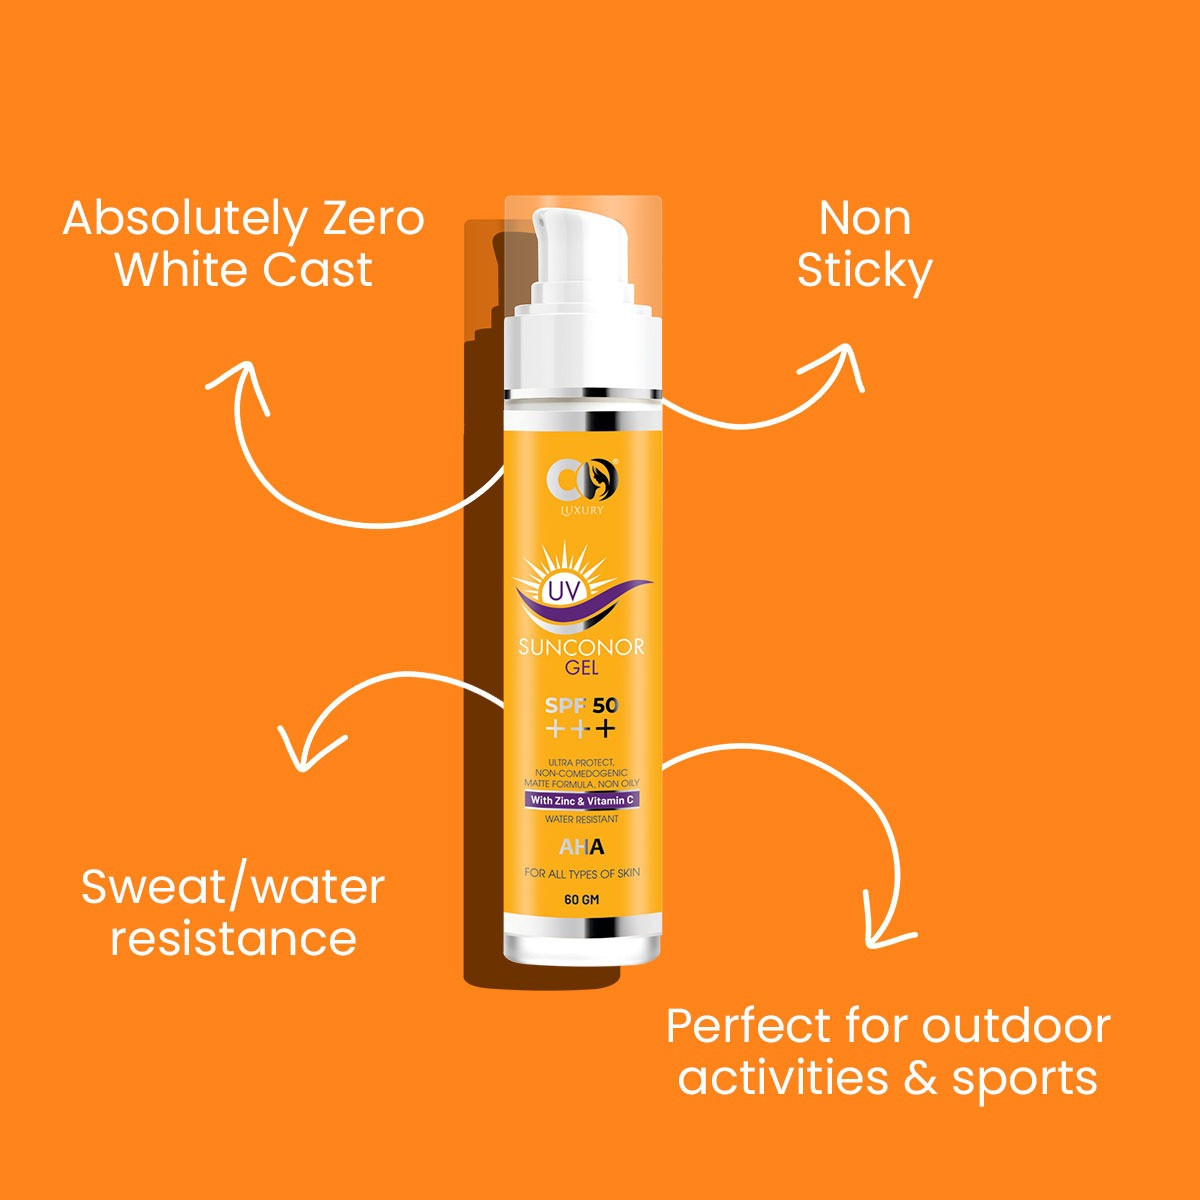 Absolutely Zero
White Cast
Non
Sticky
CO
®
LUXURY
UV
SUNCONOR
GEL
SPF 50
+++
ULTRA PROTECT,
NON-COMEDOGENIC
MATTE FORMULA, NON OILY
With Zinc & Vitamin C
WATER RESISTANT
AHA
FOR ALL TYPES OF SKIN
60 GM
Sweat/water
resistance
Perfect for outdoor
activities & sports